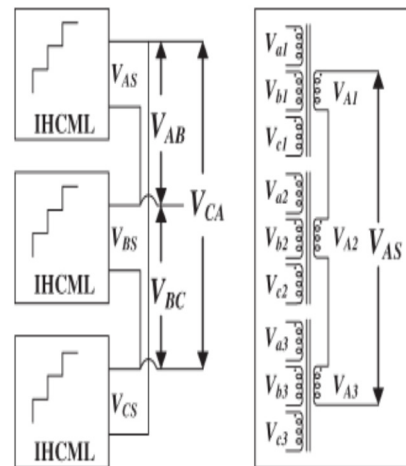 V_AS
IHCML
V_AB
V_CA
V_BS
IHCML
V_BC
V_CS
IHCML
V_a1
V_b1
V_A1
V_c1
V_a2
V_b2
V_A2
V_AS
V_c2
V_a3
V_b3
V_A3
V_c3